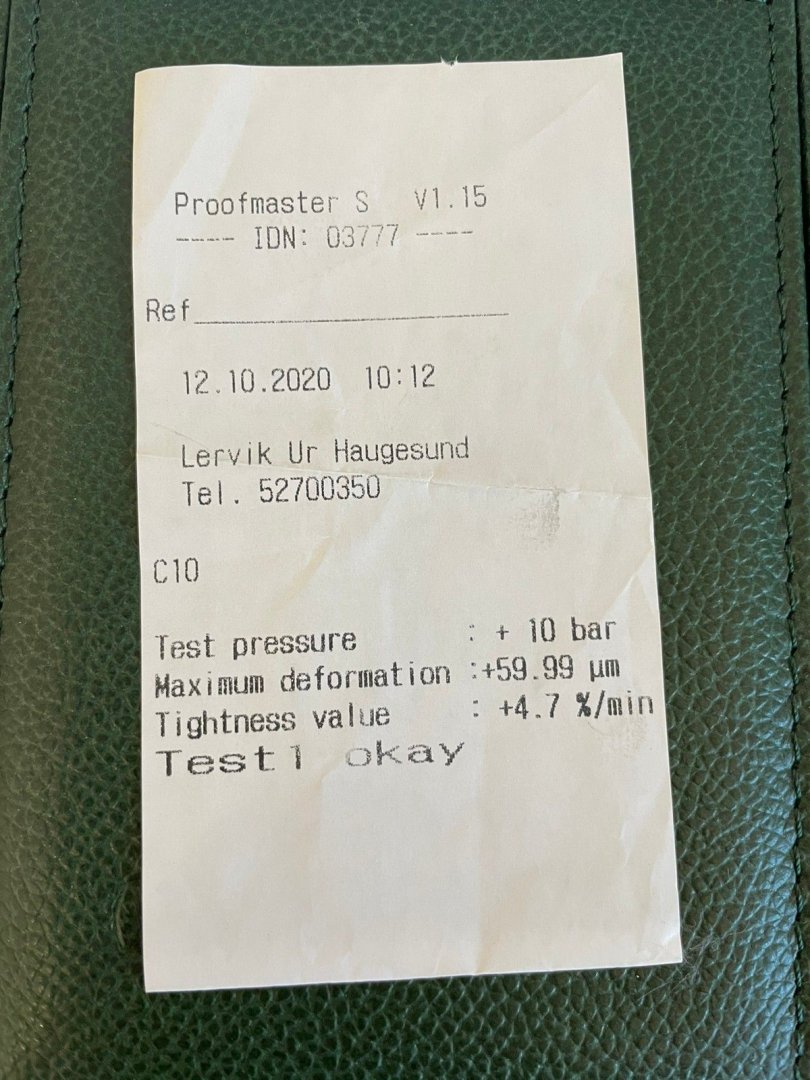 Proofmaster S V1.15
---- IDN: 03777 ----
Ref____________________
12.10.2020 10:12
Lervik Ur Haugesund
Tel. 52700350
C10
Test pressure : + 10 bar
Maximum deformation :+59.99 µm
Tightness value : +4.7 %/min
Test1 okay